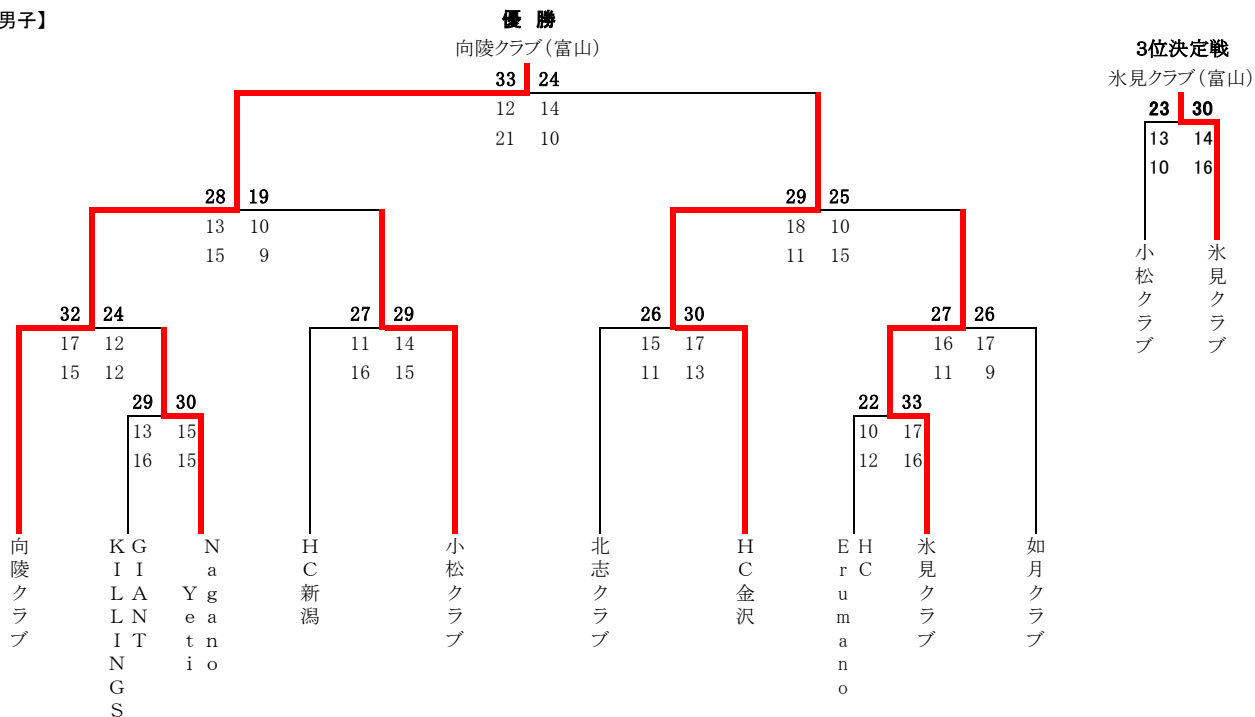 男子】
優 勝
向陵クラブ(富山)
33 24
12 14
21 10
3位決定戦
氷見クラブ(富山)
23 30
13 14
10 16
小松クラブ
氷見クラブ
28 19
13 10
15 9
29 25
18 10
11 15
32 24
17 12
15 12
27 29
11 14
16 15
26 30
15 17
11 13
27 26
16 17
11 9
29 30
13 15
16 15
22 33
10 17
12 16
向陵クラブ
GIANT
KILLINGS
Nagano
Yeti
HC新潟
小松クラブ
北志クラブ
HC金沢
HC
Erumano
氷見クラブ
如月クラブ